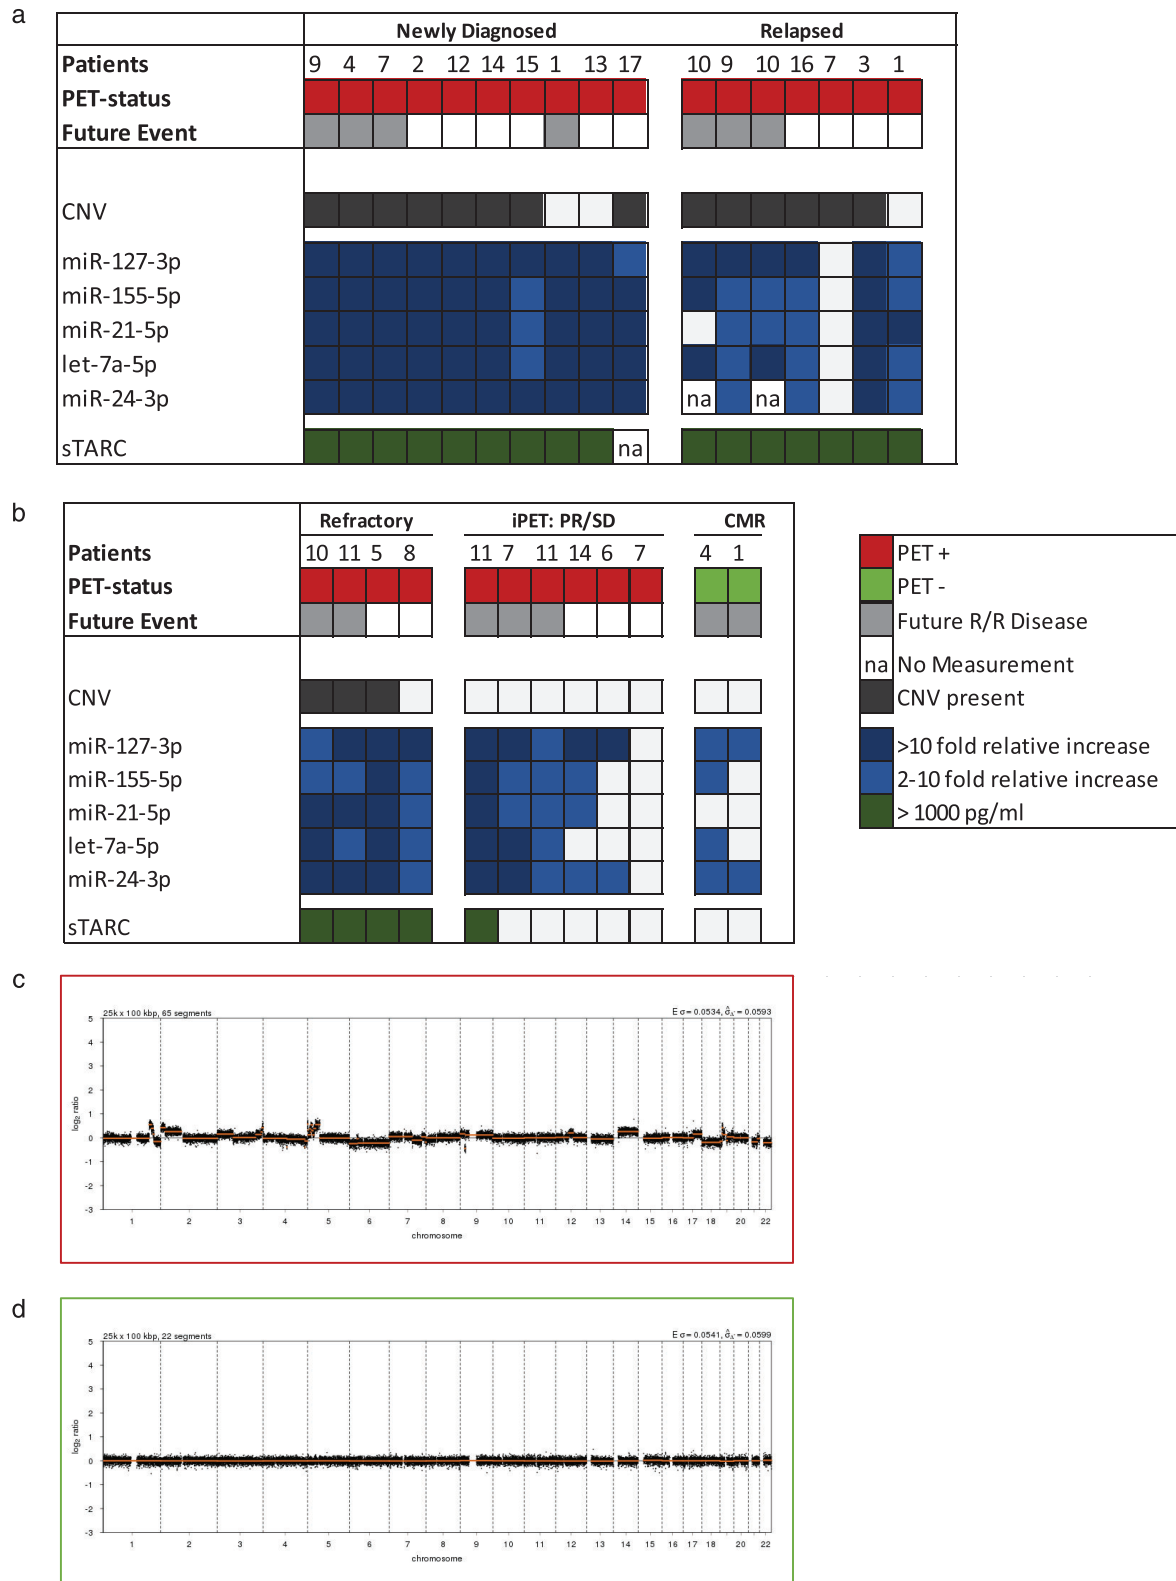 a
Newly Diagnosed Relapsed
Patients 9 4 7 2 12 14 15 1 13 17 10 9 10 16 7 3 1
PET-status
Future Event
CNV
miR-127-3p
miR-155-5p
miR-21-5p
let-7a-5p
miR-24-3p na na
sTARC na
b
Refractory iPET: PR/SD CMR
Patients 10 11 5 8 11 7 11 14 6 7 4 1
PET-status
Future Event
CNV
miR-127-3p
miR-155-5p
miR-21-5p
let-7a-5p
miR-24-3p
sTARC
PET +
PET -
Future R/R Disease
na No Measurement
CNV present
>10 fold relative increase
2-10 fold relative increase
> 1000 pg/ml
c
25k x 100 kbp, 65 segments E σ = 0.0534, σ̂Δ = 0.0593
5
4
3
2
1
0
-1
-2
-3
log2 ratio
1 2 3 4 5 6 7 8 9 10 11 12 13 14 15 16 17 18 20 22
chromosome
d
25k x 100 kbp, 22 segments E σ = 0.0541, σ̂Δ = 0.0599
5
4
3
2
1
0
-1
-2
-3
log2 ratio
1 2 3 4 5 6 7 8 9 10 11 12 13 14 15 16 17 18 20 22
chromosome